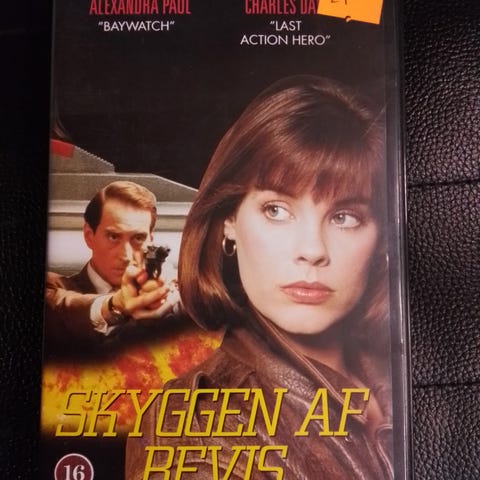 ALEXANDRA PAUL
"BAYWATCH"
CHARLES
"LAST
ACTION HERO"
SKYGGEN AF
BEVIS
16